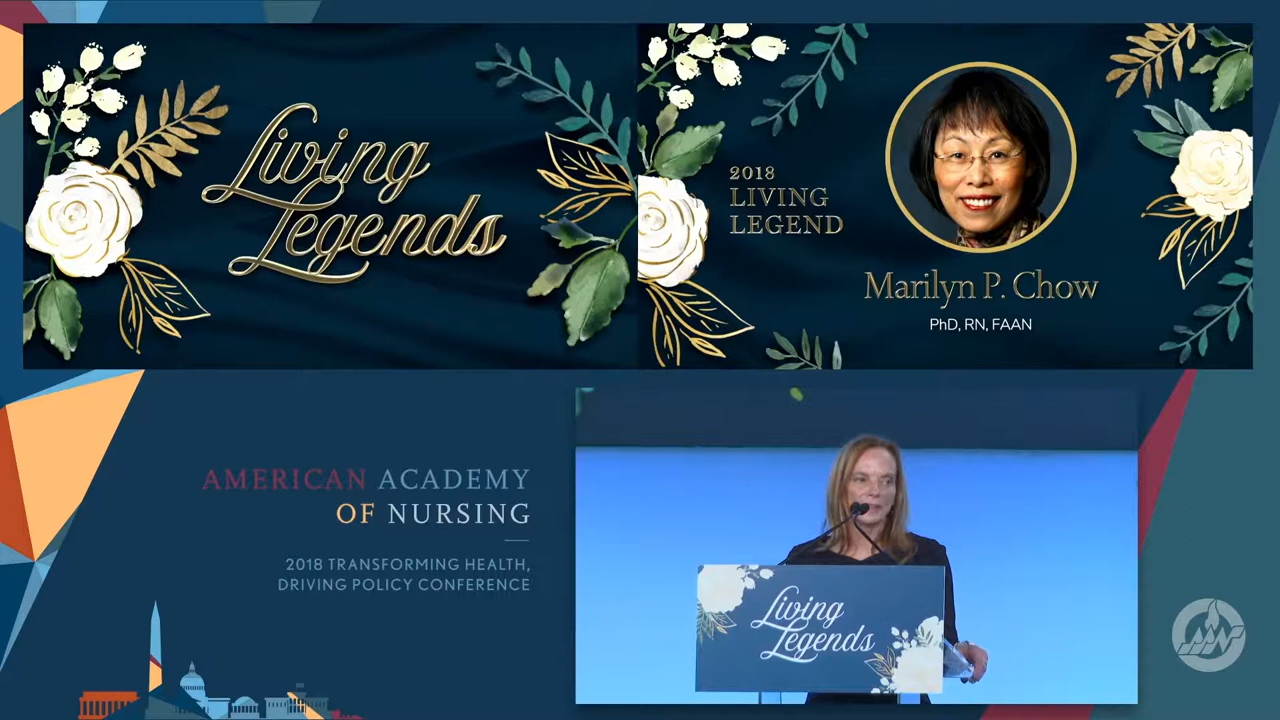 Living
Legends
2018
LIVING
LEGEND
Marilyn P. Chow
PhD, RN, FAAN
AMERICAN ACADEMY
OF NURSING
2018 TRANSFORMING HEALTH,
DRIVING POLICY CONFERENCE
Living
Legends